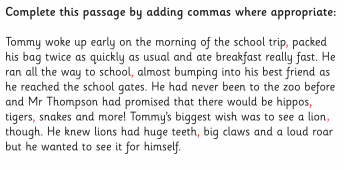 Complete this passage by adding commas where appropriate:
Tommy woke up early on the morning of the school trip, packed
his bag twice as quickly as usual and ate breakfast really fast. He
ran all the way to school, almost bumping into his best friend as
he reached the school gates. He had never been to the zoo before
and Mr Thompson had promised that there would be hippos,
tigers, snakes and more! Tommy's biggest wish was to see a lion,
though. He knew lions had huge teeth, big claws and a loud roar
but he wanted to see it for himself.